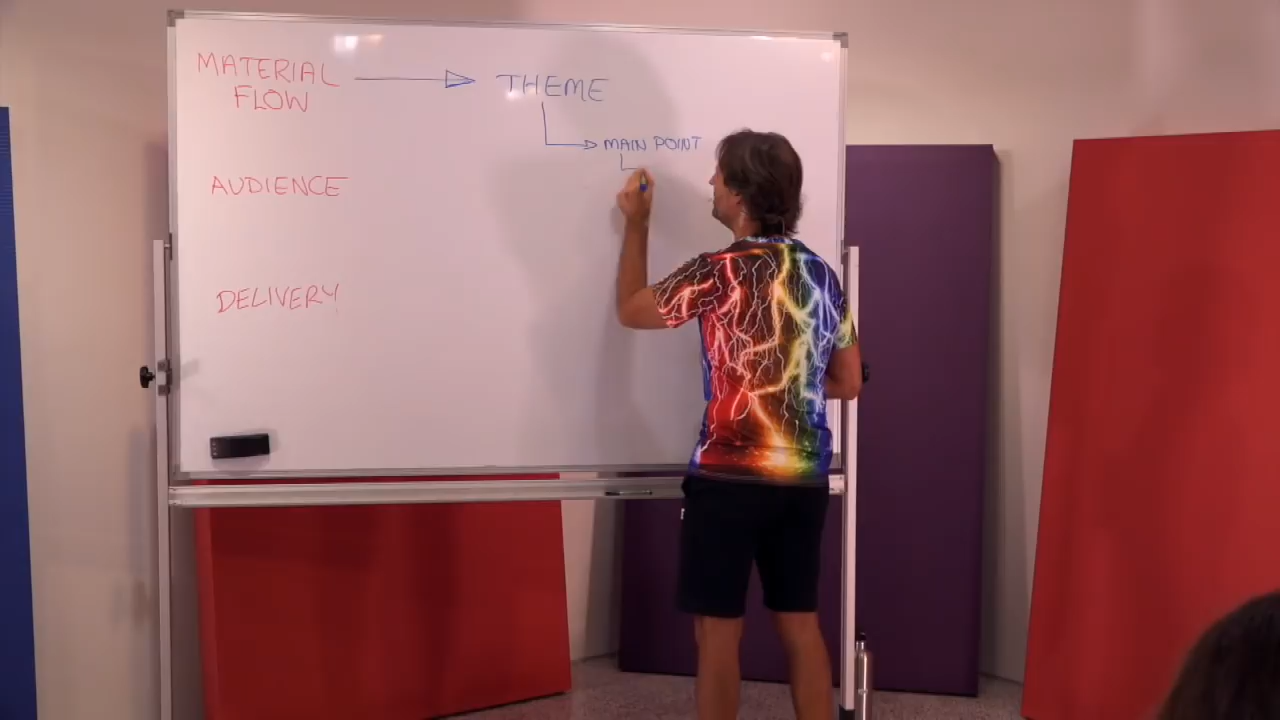 MATERIAL
FLOW
THEME
MAIN POINT
AUDIENCE
DELIVERY